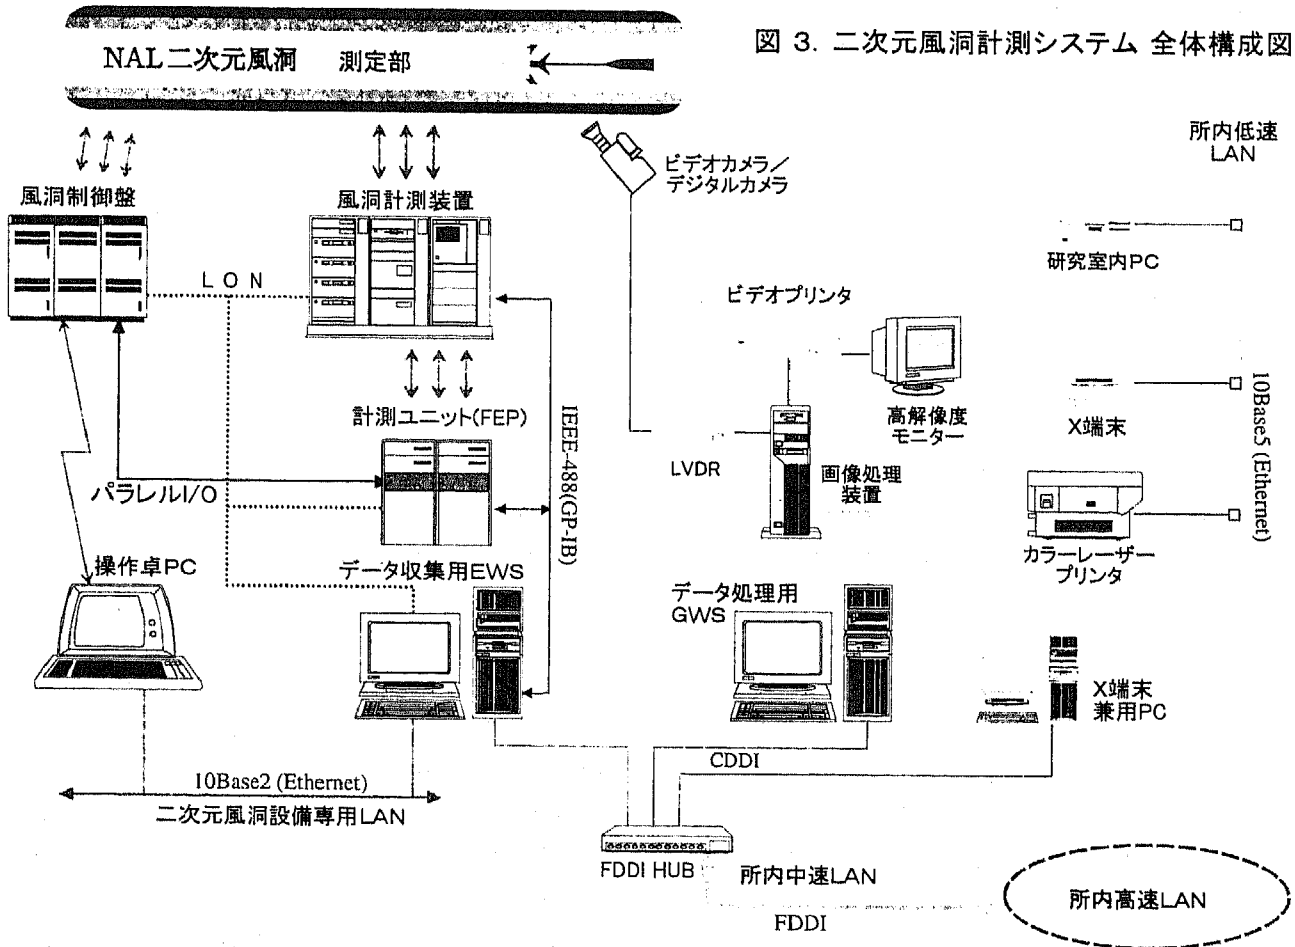 図 3. 二次元風洞計測システム 全体構成図
NAL二次元風洞 測定部
所内低速
LAN
ビデオカメラ／
デジタルカメラ
風洞制御盤
風洞計測装置
研究室内PC
LON
ビデオプリンタ
高解像度
モニター
X端末
10Base5 (Ethernet)
IEEE-488(GP-IB)
計測ユニット(FEP)
LVDR
画像処理
装置
パラレルI/O
カラーレーザー
プリンタ
操作卓PC
データ収集用EWS
データ処理用
GWS
X端末
兼用PC
CDDI
10Base2 (Ethernet)
二次元風洞設備専用LAN
FDDI HUB
所内中速LAN
FDDI
所内高速LAN